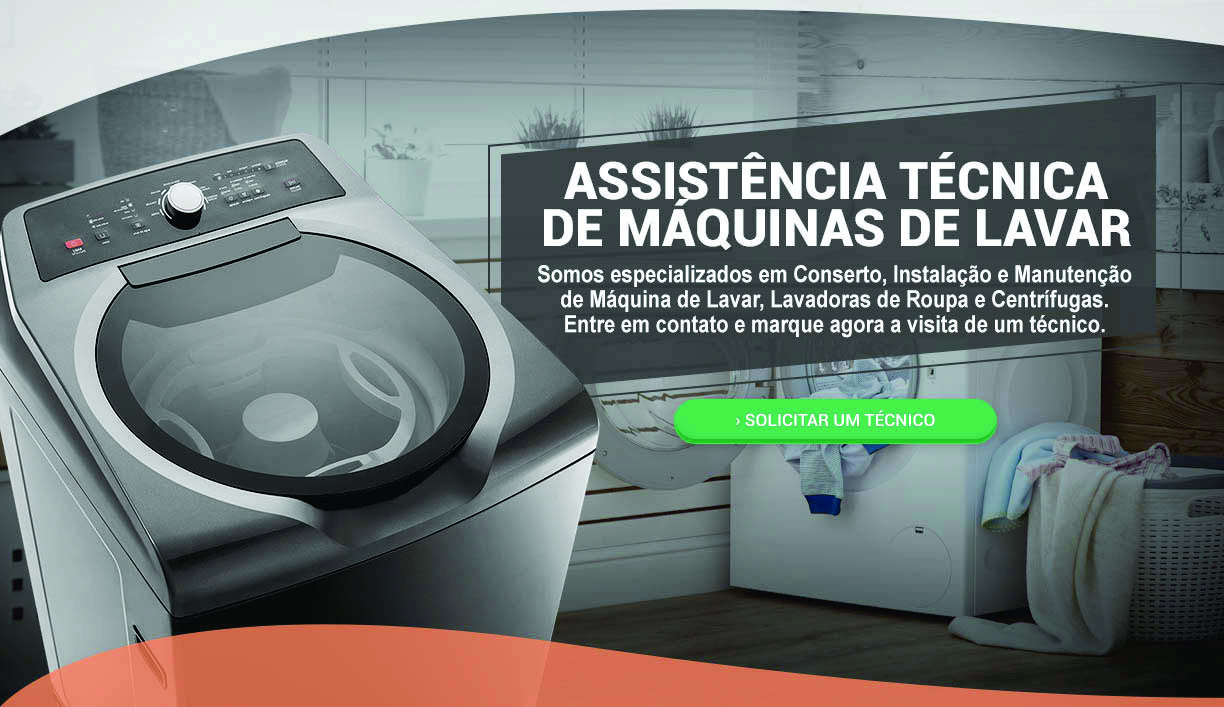 ASSISTÊNCIA TÉCNICA
DE MÁQUINAS DE LAVAR
Somos especializados em Conserto, Instalação e Manutenção
de Máquina de Lavar, Lavadoras de Roupa e Centrífugas.
Entre em contato e marque agora a visita de um técnico.
› SOLICITAR UM TÉCNICO